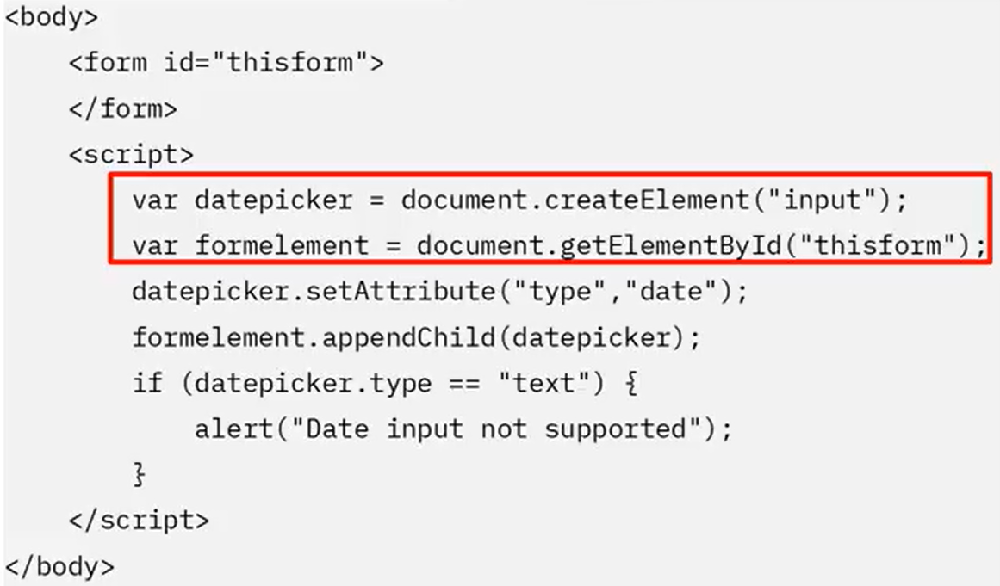 <body>
<form id="thisform">
</form>
<script>
var datepicker = document.createElement("input");
var formelement = document.getElementById("thisform");
datepicker.setAttribute("type","date");
formelement.appendChild(datepicker);
if (datepicker.type == "text") {
alert("Date input not supported");
}
</script>
</body>